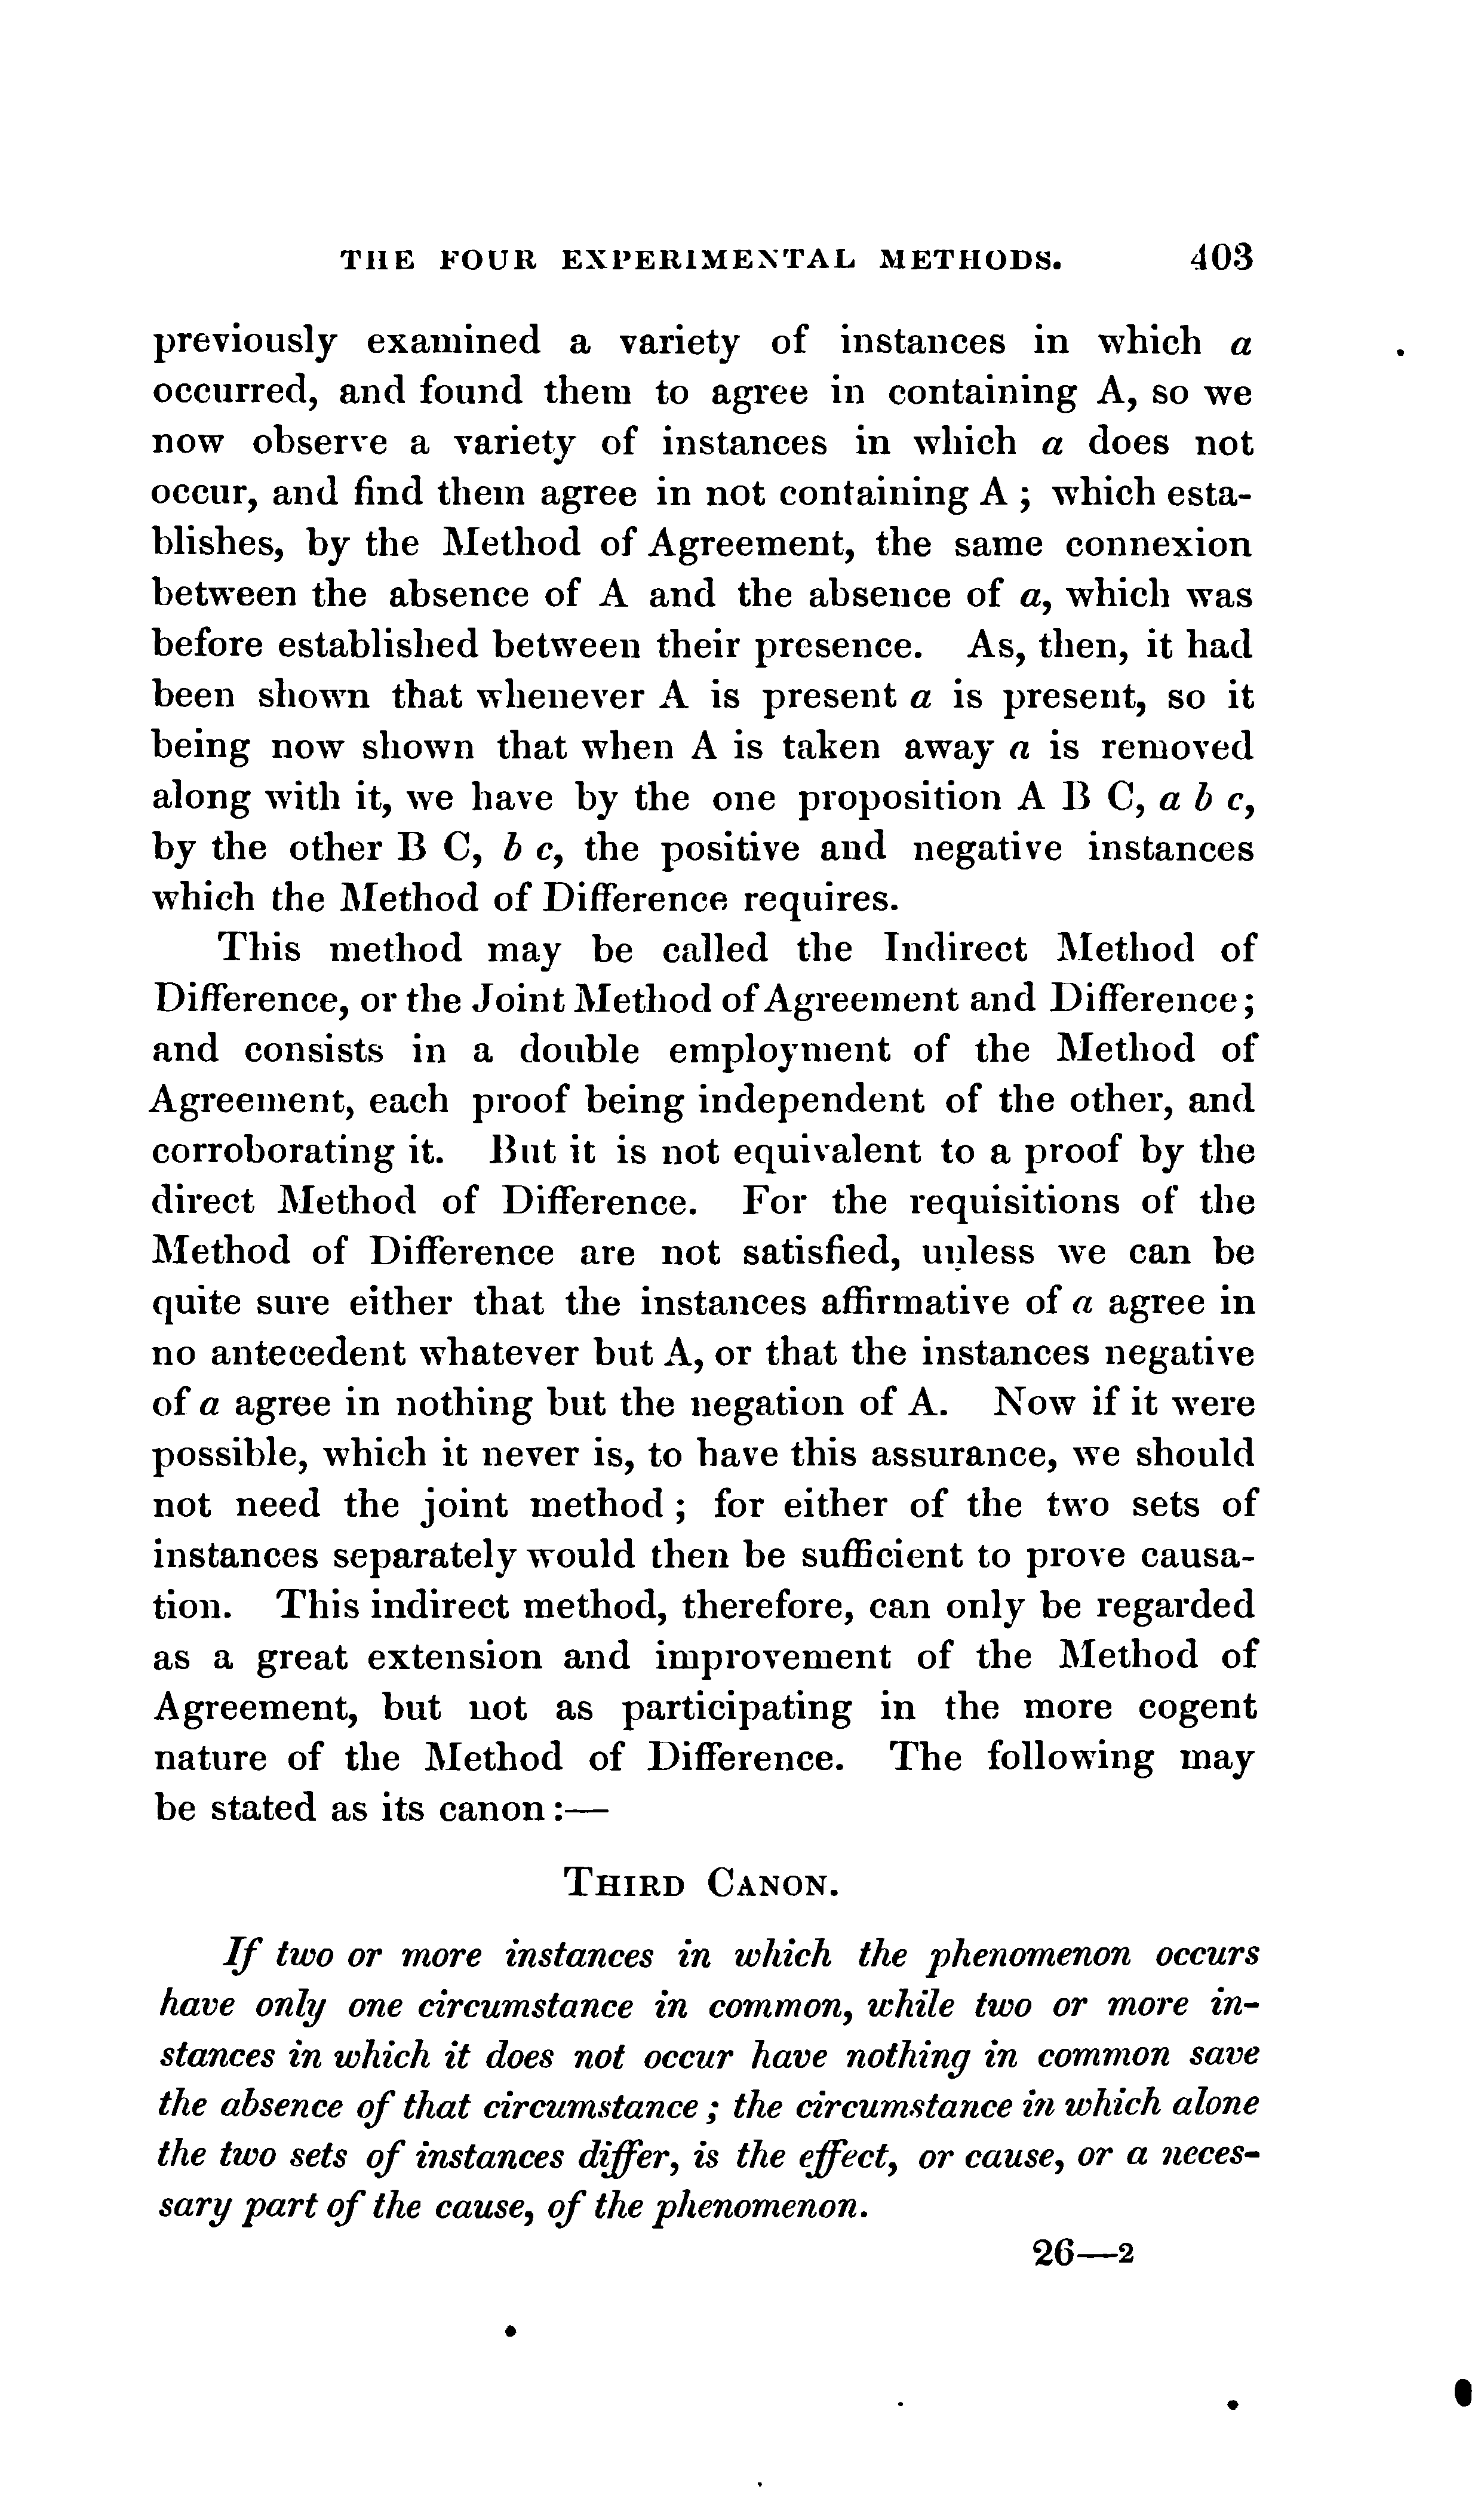 THE FOUR EXPERIMENTAL METHODS. 403
previously examined a variety of instances in which a
occurred, and found them to agree in containing A, so we
now observe a variety of instances in which a does not
occur, and find them agree in not containing A ; which esta-
blishes, by the Method of Agreement, the same connexion
between the absence of A and the absence of a, which was
before established between their presence. As, then, it had
been shown that whenever A is present a is present, so it
being now shown that when A is taken away a is removed
along with it, we have by the one proposition A B C, a b c,
by the other B C, b c, the positive and negative instances
which the Method of Difference requires.
This method may be called the Indirect Method of
Difference, or the Joint Method of Agreement and Difference;
and consists in a double employment of the Method of
Agreement, each proof being independent of the other, and
corroborating it. But it is not equivalent to a proof by the
direct Method of Difference. For the requisitions of the
Method of Difference are not satisfied, unless we can be
quite sure either that the instances affirmative of a agree in
no antecedent whatever but A, or that the instances negative
of a agree in nothing but the negation of A. Now if it were
possible, which it never is, to have this assurance, we should
not need the joint method ; for either of the two sets of
instances separately would then be sufficient to prove causa-
tion. This indirect method, therefore, can only be regarded
as a great extension and improvement of the Method of
Agreement, but not as participating in the more cogent
nature of the Method of Difference. The following may
be stated as its canon :—
THIRD CANON.
If two or more instances in which the phenomenon occurs
have only one circumstance in common, while two or more in-
stances in which it does not occur have nothing in common save
the absence of that circumstance ; the circumstance in which alone
the two sets of instances differ, is the effect, or cause, or a neces-
sary part of the cause, of the phenomenon.
26—2